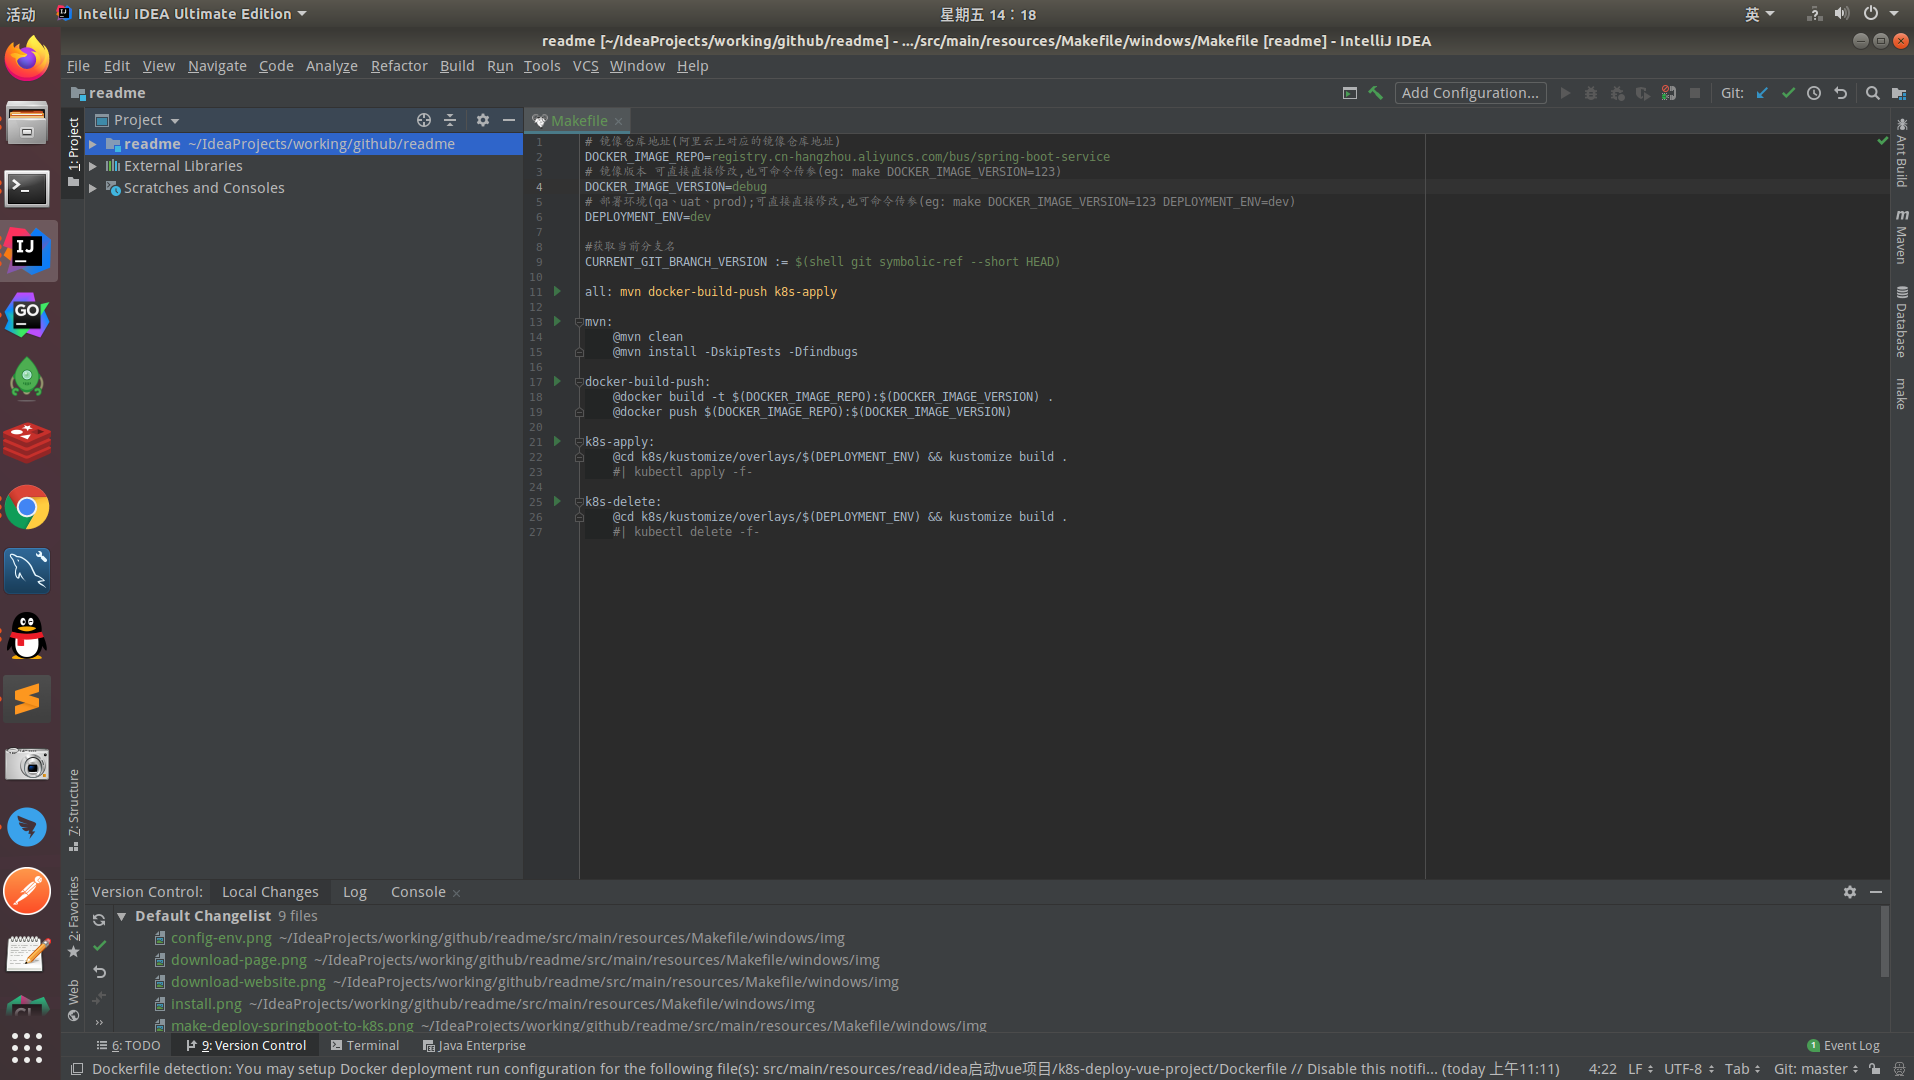 活动 IntelliJ IDEA Ultimate Edition 星期五 14：18 英
readme [~/IdeaProjects/working/github/readme] - .../src/main/resources/Makefile/windows/Makefile [readme] - IntelliJ IDEA
File Edit View Navigate Code Analyze Refactor Build Run Tools VCS Window Help
readme Add Configuration... Git:
Project Makefile
readme ~/IdeaProjects/working/github/readme
External Libraries
Scratches and Consoles
1: Project
7: Structure
2: Favorites
Web
1 # 镜像仓库地址(阿里云上对应的镜像仓库地址)
2 DOCKER_IMAGE_REPO=registry.cn-hangzhou.aliyuncs.com/bus/spring-boot-service
3 # 镜像版本 可直接直接修改,也可命令传参(eg: make DOCKER_IMAGE_VERSION=123)
4 DOCKER_IMAGE_VERSION=debug
5 # 部署环境(qa、uat、prod);可直接直接修改,也可命令传参(eg: make DOCKER_IMAGE_VERSION=123 DEPLOYMENT_ENV=dev)
6 DEPLOYMENT_ENV=dev
7
8 #获取当前分支名
9 CURRENT_GIT_BRANCH_VERSION := $(shell git symbolic-ref --short HEAD)
10
11 all: mvn docker-build-push k8s-apply
12
13 mvn:
14 @mvn clean
15 @mvn install -DskipTests -Dfindbugs
16
17 docker-build-push:
18 @docker build -t $(DOCKER_IMAGE_REPO):$(DOCKER_IMAGE_VERSION) .
19 @docker push $(DOCKER_IMAGE_REPO):$(DOCKER_IMAGE_VERSION)
20
21 k8s-apply:
22 @cd k8s/kustomize/overlays/$(DEPLOYMENT_ENV) && kustomize build .
23 #| kubectl apply -f-
24
25 k8s-delete:
26 @cd k8s/kustomize/overlays/$(DEPLOYMENT_ENV) && kustomize build .
27 #| kubectl delete -f-
Ant Build
Maven
Database
make
Version Control: Local Changes Log Console
Default Changelist 9 files
config-env.png ~/IdeaProjects/working/github/readme/src/main/resources/Makefile/windows/img
download-page.png ~/IdeaProjects/working/github/readme/src/main/resources/Makefile/windows/img
download-website.png ~/IdeaProjects/working/github/readme/src/main/resources/Makefile/windows/img
install.png ~/IdeaProjects/working/github/readme/src/main/resources/Makefile/windows/img
make-deploy-springboot-to-k8s.png ~/IdeaProjects/working/github/readme/src/main/resources/Makefile/windows/img
6: TODO 9: Version Control Terminal Java Enterprise 1 Event Log
Dockerfile detection: You may setup Docker deployment run configuration for the following file(s): src/main/resources/read/idea启动vue项目/k8s-deploy-vue-project/Dockerfile // Disable this notifi... (today 上午11:11) 4:22 LF UTF-8 Tab Git: master